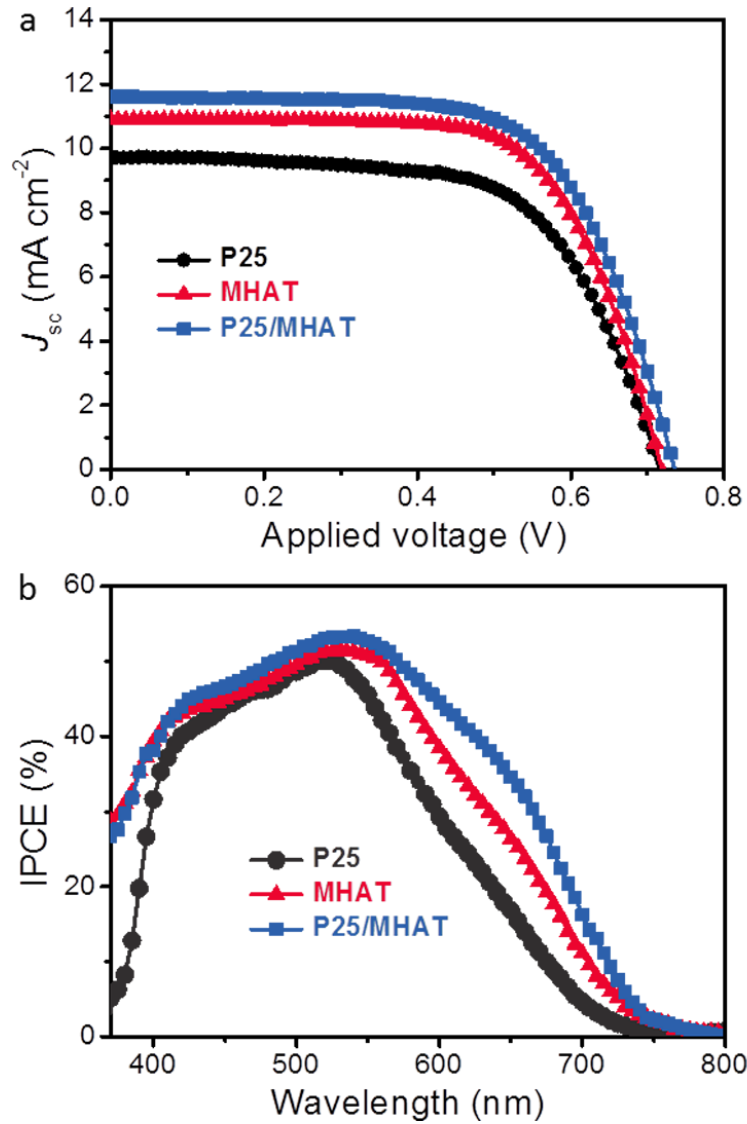 a
14
12
10
8
6
4
2
0
J_sc (mA cm⁻²)
P25
MHAT
P25/MHAT
0.0 0.2 0.4 0.6 0.8
Applied voltage (V)
b
60
40
20
0
IPCE (%)
P25
MHAT
P25/MHAT
400 500 600 700 800
Wavelength (nm)